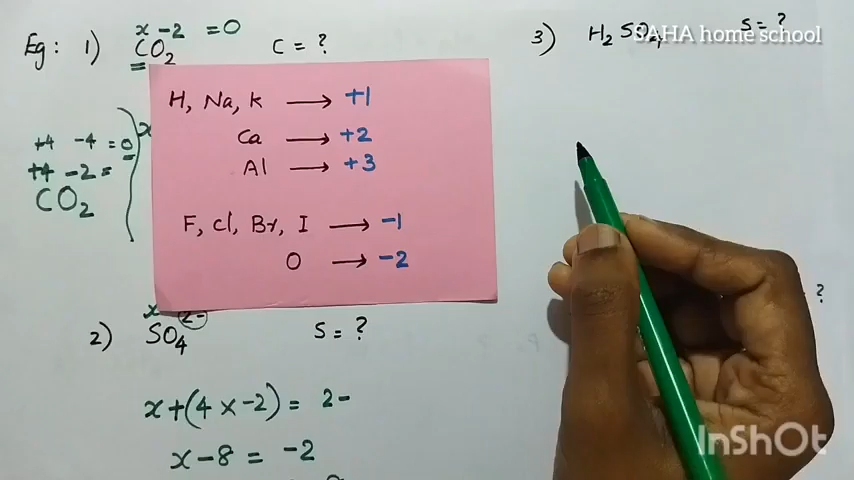 x -2 =0
Eg: 1) CO2 C = ?
+4 -4 = 0
+4 -2 =
CO2
x
H, Na, K → +1
Ca → +2
Al → +3
F, Cl, Br, I → -1
O → -2
x
2) SO4 2- S = ?
x+(4 x -2) = 2-
x-8 = -2
3) H2 SO4 S = ?
SAHA home school
?
InShOt